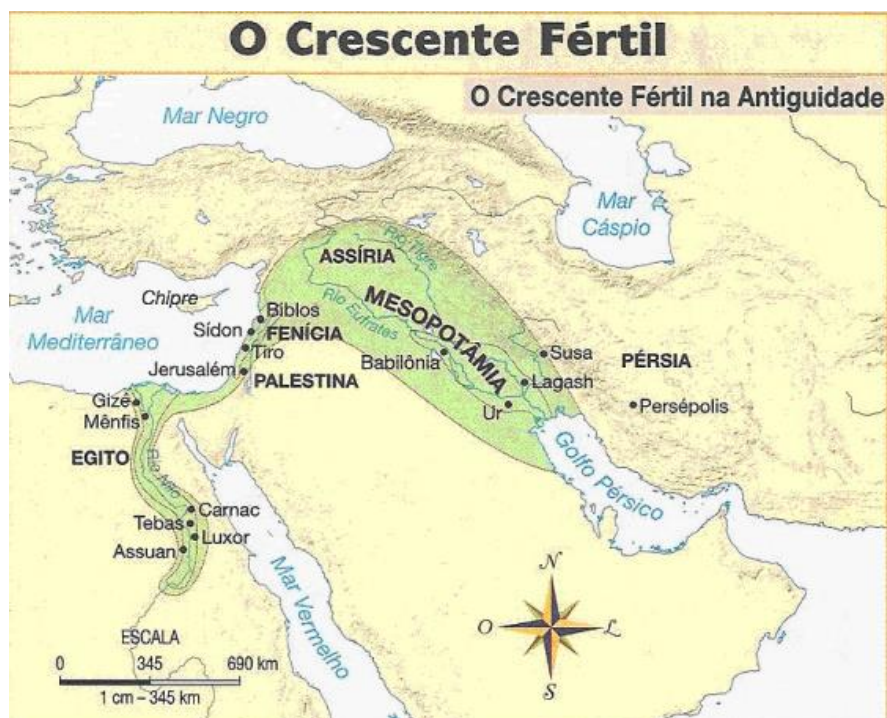 O Crescente Fértil
O Crescente Fértil na Antiguidade
Mar Negro
Mar
Cáspio
Rio Tigre
ASSÍRIA
MESOPOTÂMIA
Rio Eufrates
Chipre
Mar
Mediterrâneo
Biblos
Sídon
FENÍCIA
Tiro
Jerusalém
PALESTINA
Babilônia
Susa
PÉRSIA
Lagash
Ur
Persépolis
Gizé
Mênfis
EGITO
Rio Nilo
Golfo Pérsico
Carnac
Tebas
Luxor
Assuan
Mar Vermelho
N
O
L
S
ESCALA
0 345 690 km
1 cm – 345 km